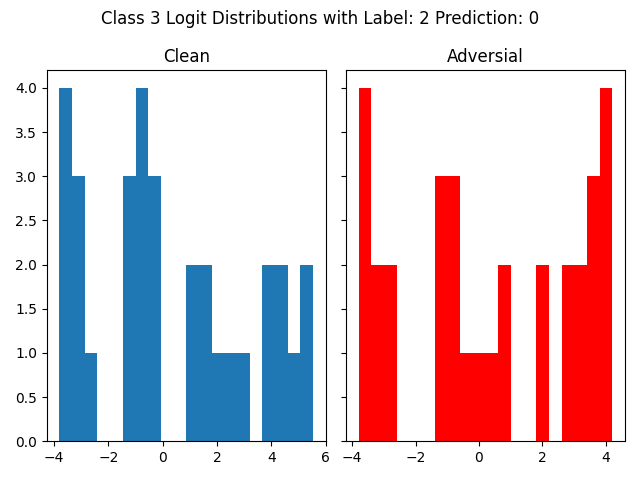 Class 3 Logit Distributions with Label: 2 Prediction: 0
Clean
Adversial
4.0
3.5
3.0
2.5
2.0
1.5
1.0
0.5
0.0
−4 −2 0 2 4 6
−4 −2 0 2 4